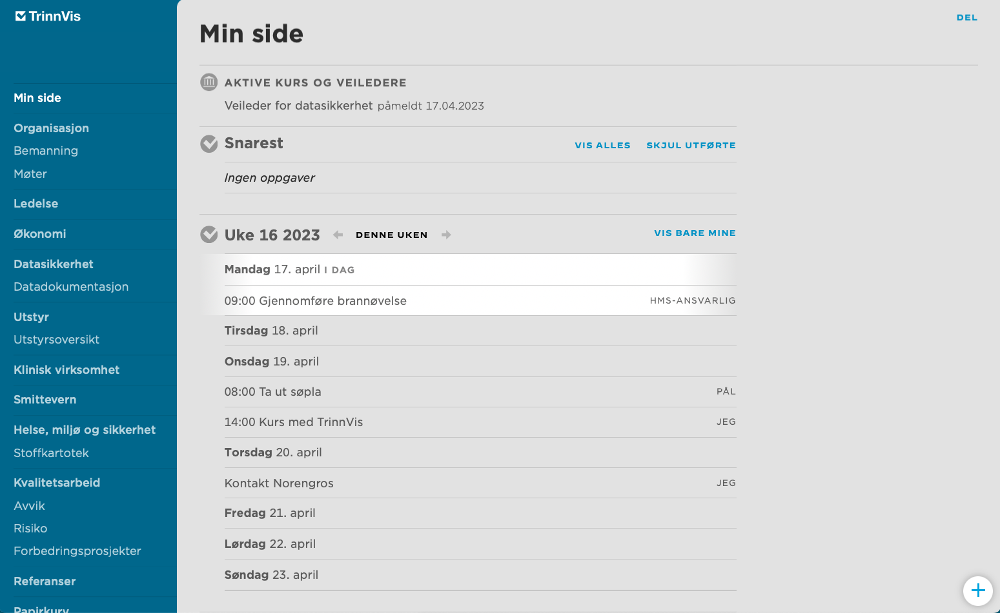 TrinnVis
Min side
Organisasjon
Bemanning
Møter
Ledelse
Økonomi
Datasikkerhet
Datadokumentasjon
Utstyr
Utstyrsoversikt
Klinisk virksomhet
Smittevern
Helse, miljø og sikkerhet
Stoffkartotek
Kvalitetsarbeid
Avvik
Risiko
Forbedringsprosjekter
Referanser
Papirkurv
DEL
Min side
AKTIVE KURS OG VEILEDERE
Veileder for datasikkerhet påmeldt 17.04.2023
Snarest VIS ALLES SKJUL UTFØRTE
Ingen oppgaver
Uke 16 2023 DENNE UKEN VIS BARE MINE
Mandag 17. april I DAG
09:00 Gjennomføre brannøvelse HMS-ANSVARLIG
Tirsdag 18. april
Onsdag 19. april
08:00 Ta ut søpla PÅL
14:00 Kurs med TrinnVis JEG
Torsdag 20. april
Kontakt Norengros JEG
Fredag 21. april
Lørdag 22. april
Søndag 23. april